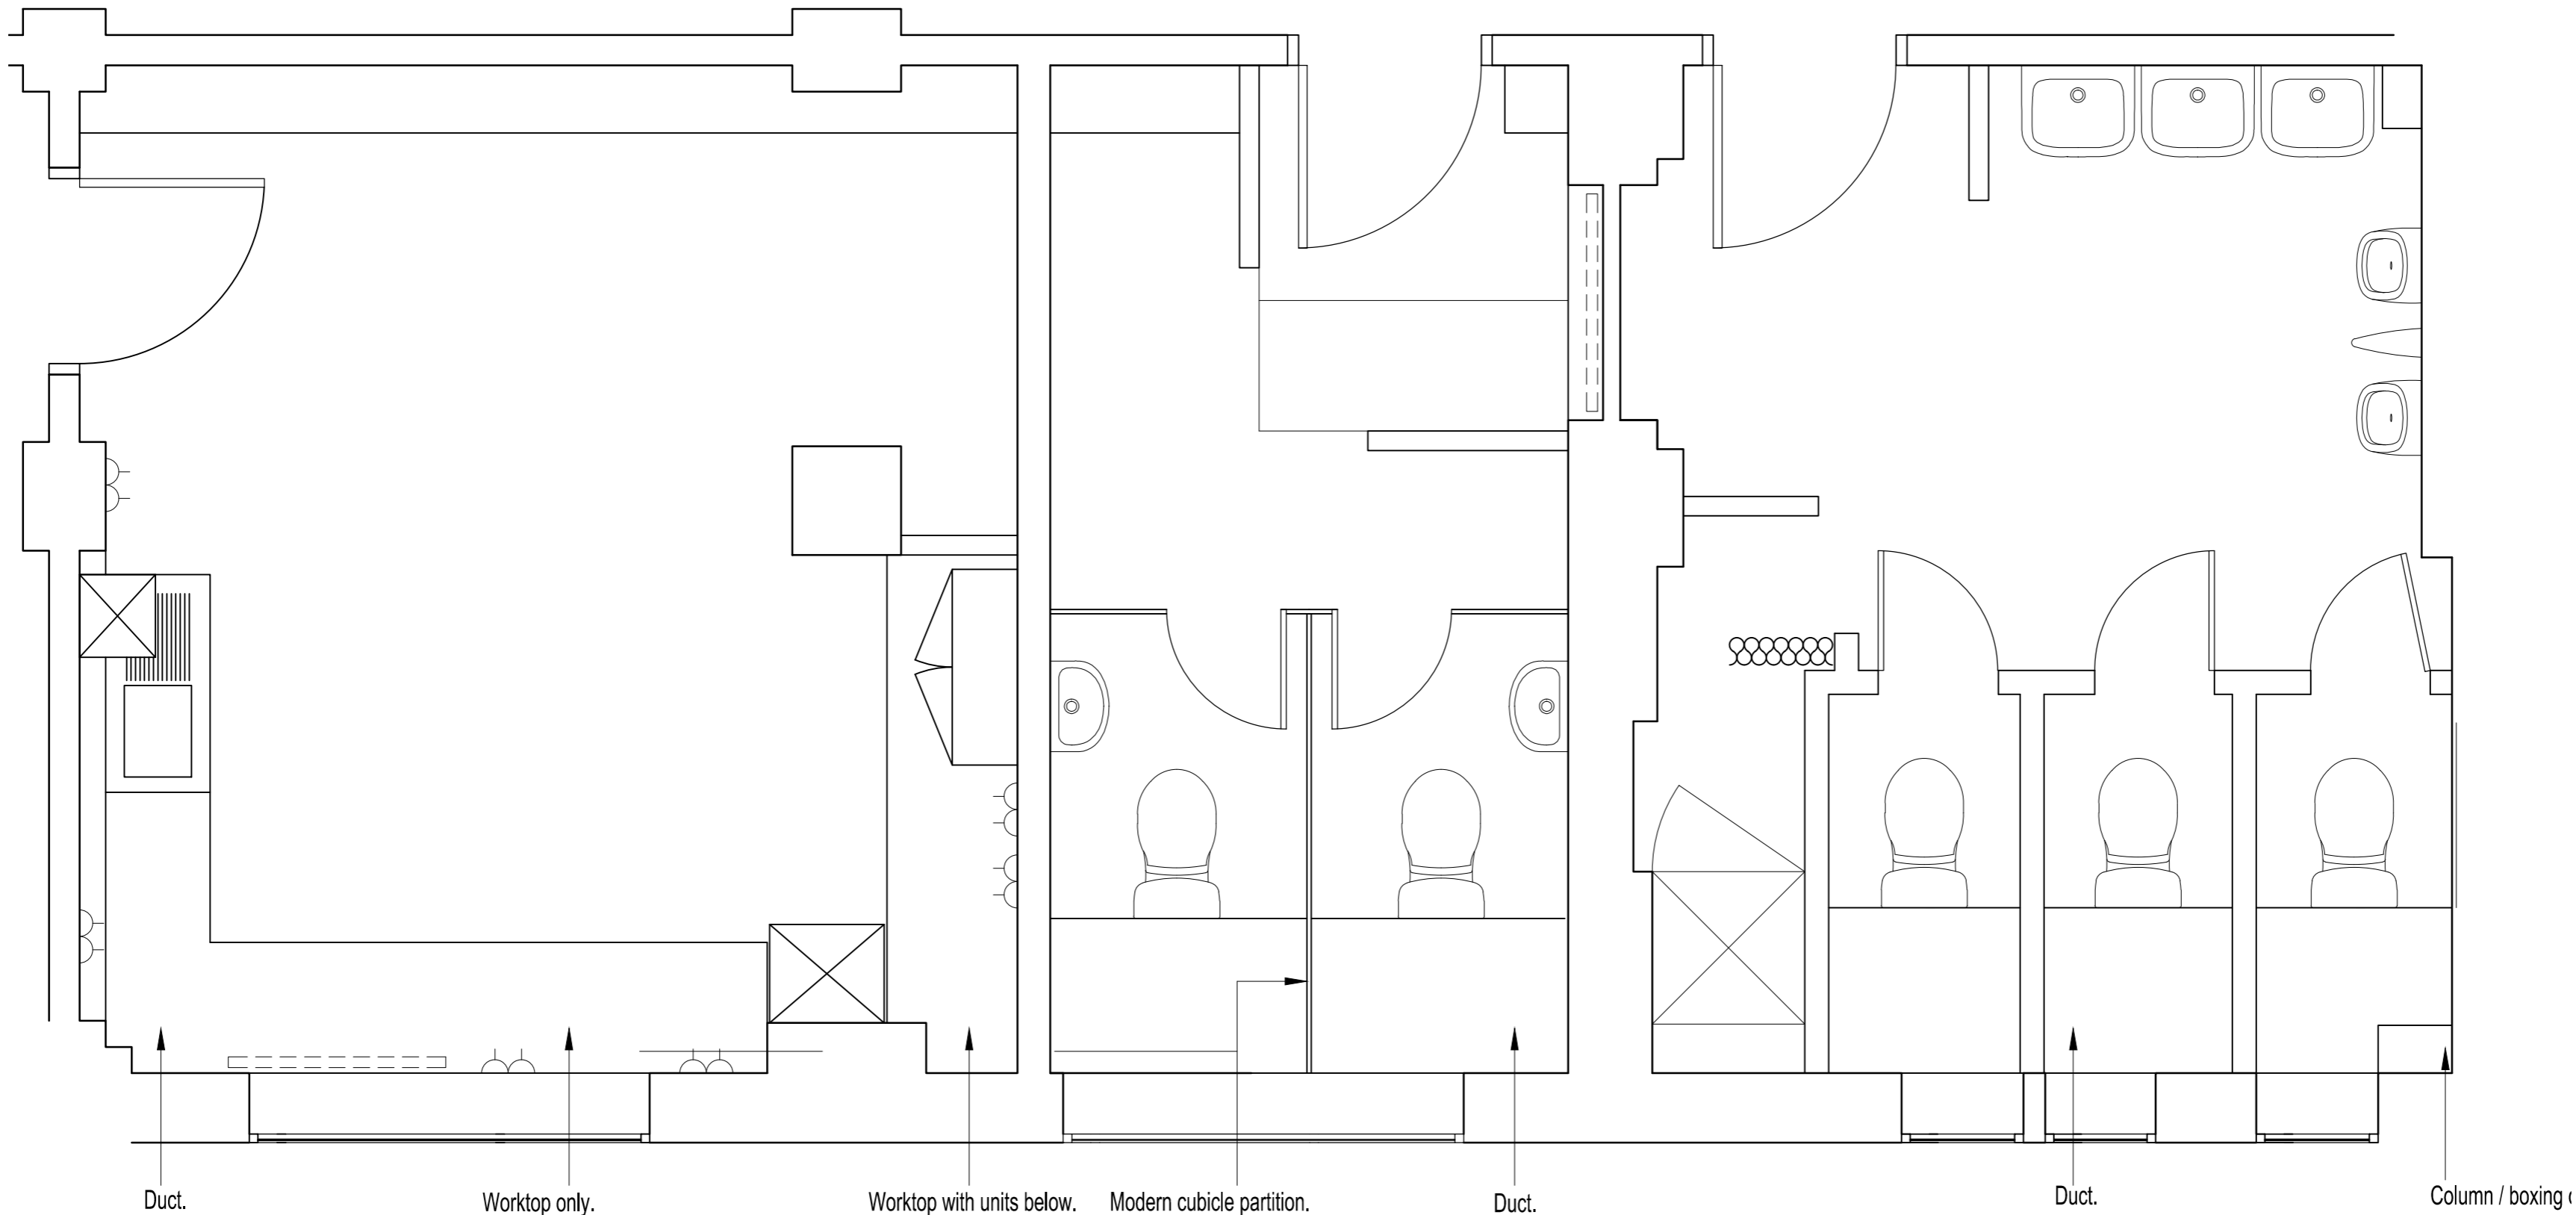 Duct.
Worktop only.
Worktop with units below.
Modern cubicle partition.
Duct.
Duct.
Column / boxing